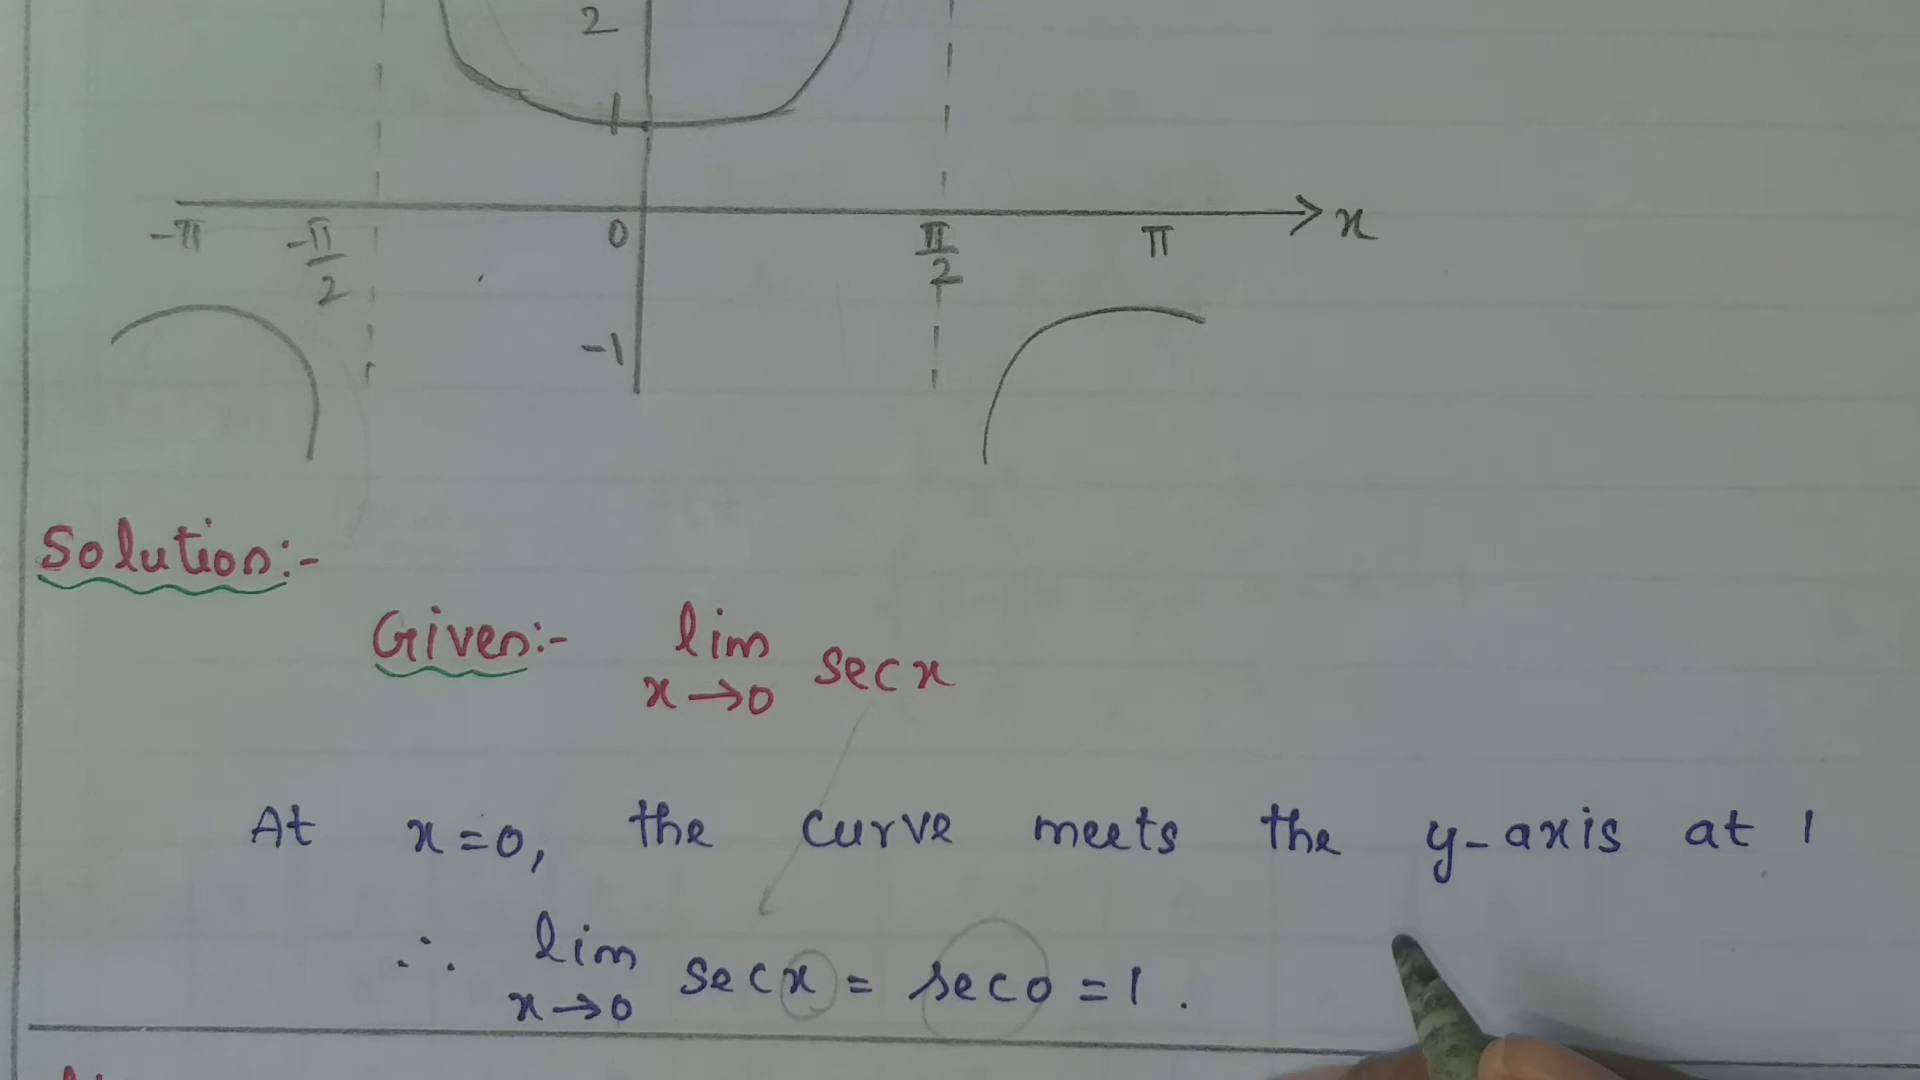 2
1
-π -π/2 0 π/2 π x
-1
Solution:-
Given:- lim x→0 sec x
At x=0, the curve meets the y-axis at 1
∴ lim x→0 sec x = sec 0 = 1.